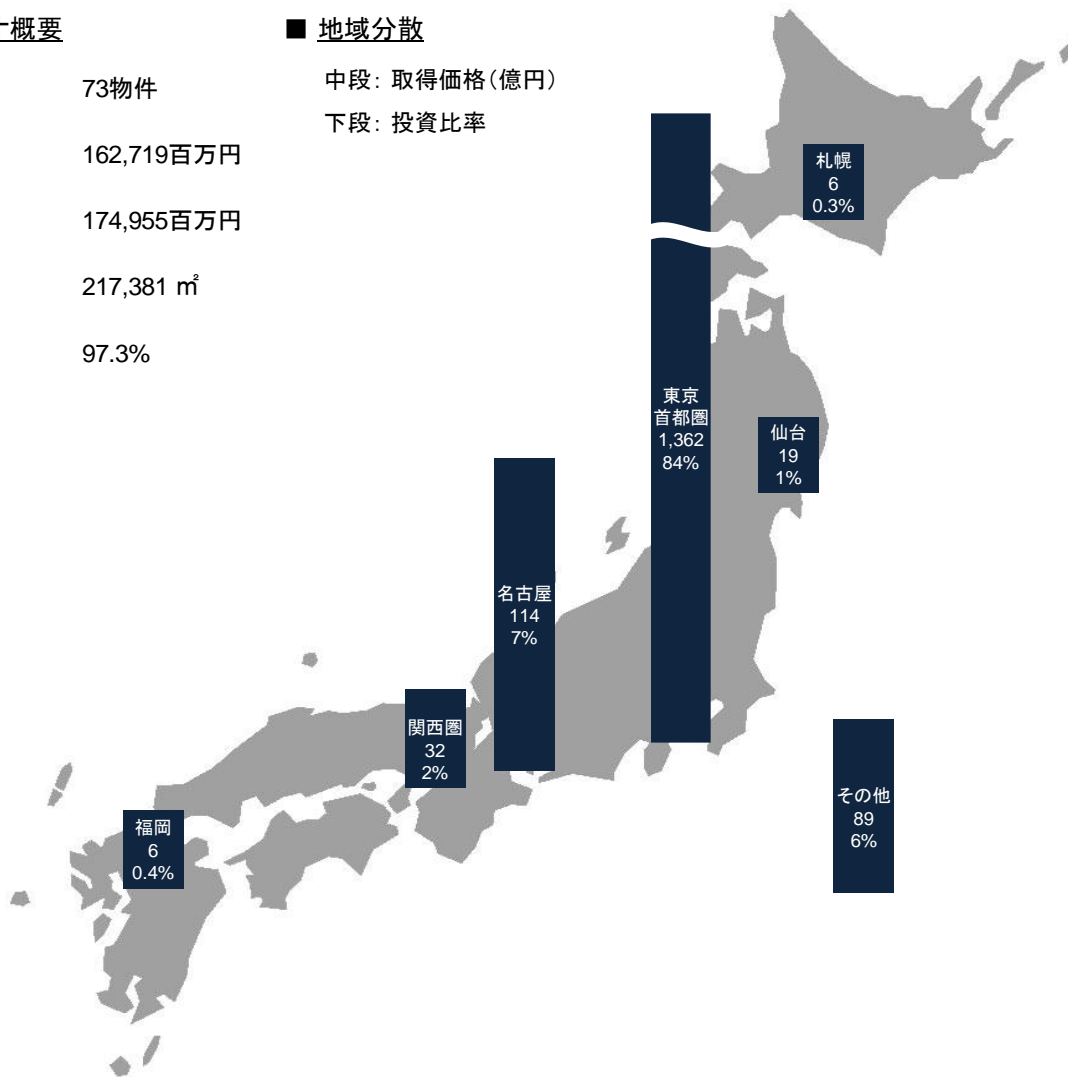 概要
73物件
162,719百万円
174,955百万円
217,381 ㎡
97.3%
■ 地域分散
中段: 取得価格(億円)
下段: 投資比率
札幌
6
0.3%
東京
首都圏
1,362
84%
仙台
19
1%
名古屋
114
7%
関西圏
32
2%
その他
89
6%
福岡
6
0.4%